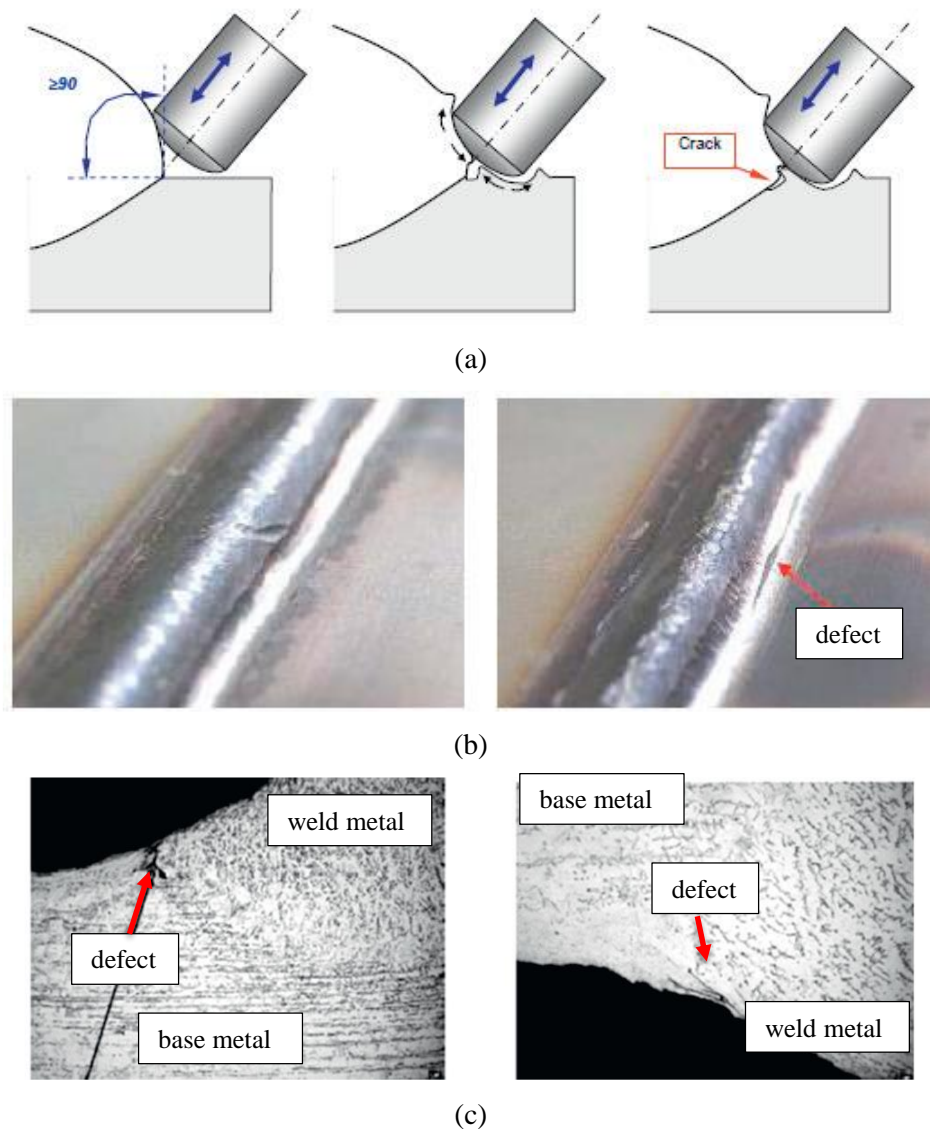 ≥90
Crack
(a)
defect
(b)
weld metal
defect
base metal
base metal
defect
weld metal
(c)